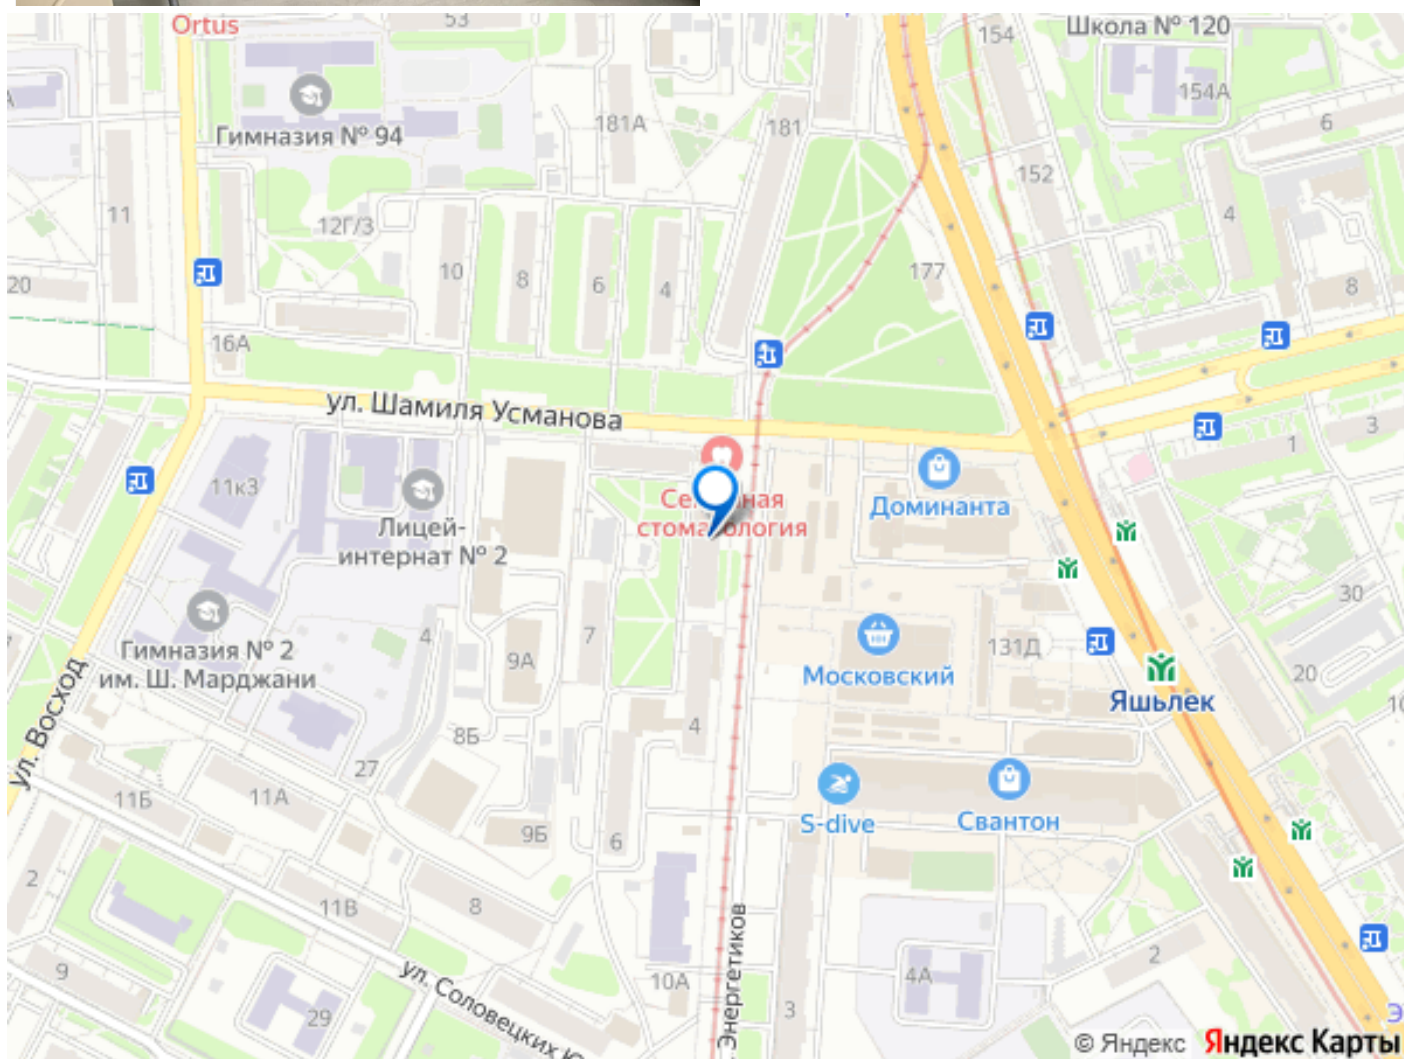 Ortus
53
154
Школа № 120
154А
6
Гимназия № 94
181А
181
152
11
12Г/3
4
10
8
6
4
177
20
8
16А
ул. Шамиля Усманова
3
1
11к3
Лицей-
интернат № 2
стоматология
Доминанта
30
Гимназия № 2
им. Ш. Марджани
4
9А
7
131Д
Московский
20
Яшьлек
ул. Восход
8Б
4
27
11Б
11А
9Б
6
S-dive
Свантон
2
11В
8
9
ул. Соловецких Ю
29
10А
Энергетиков
3
4А
2
© Яндекс Яндекс Карты